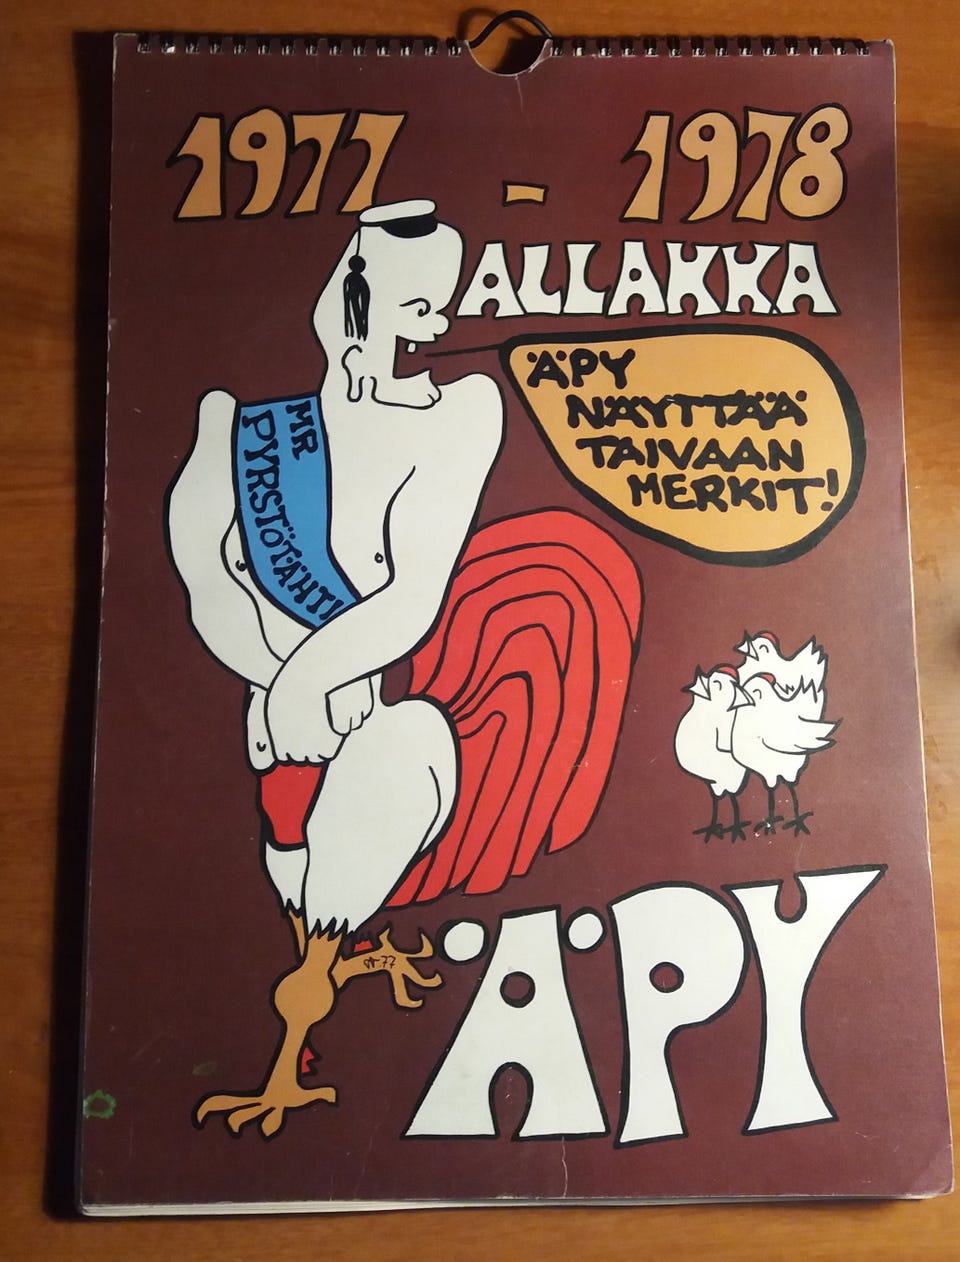 1977 - 1978
ALLAKKA
ÄPY
NÄYTTÄÄ
TAIVAAN
MERKIT!
MR
PYRSTÖTÄHTI
ÄPY